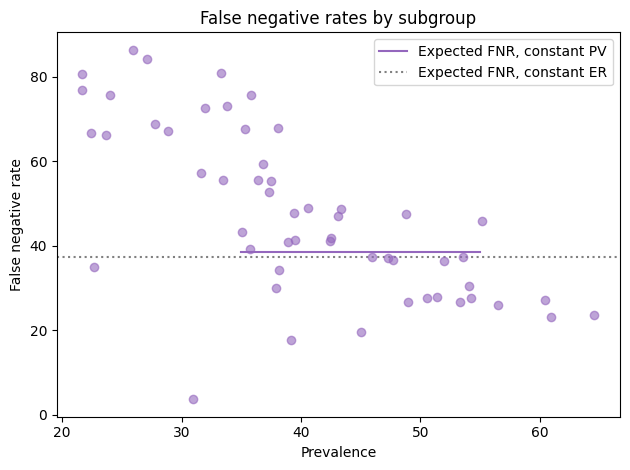 False negative rates by subgroup
Expected FNR, constant PV
Expected FNR, constant ER
False negative rate
80
60
40
20
0
20 30 40 50 60
Prevalence